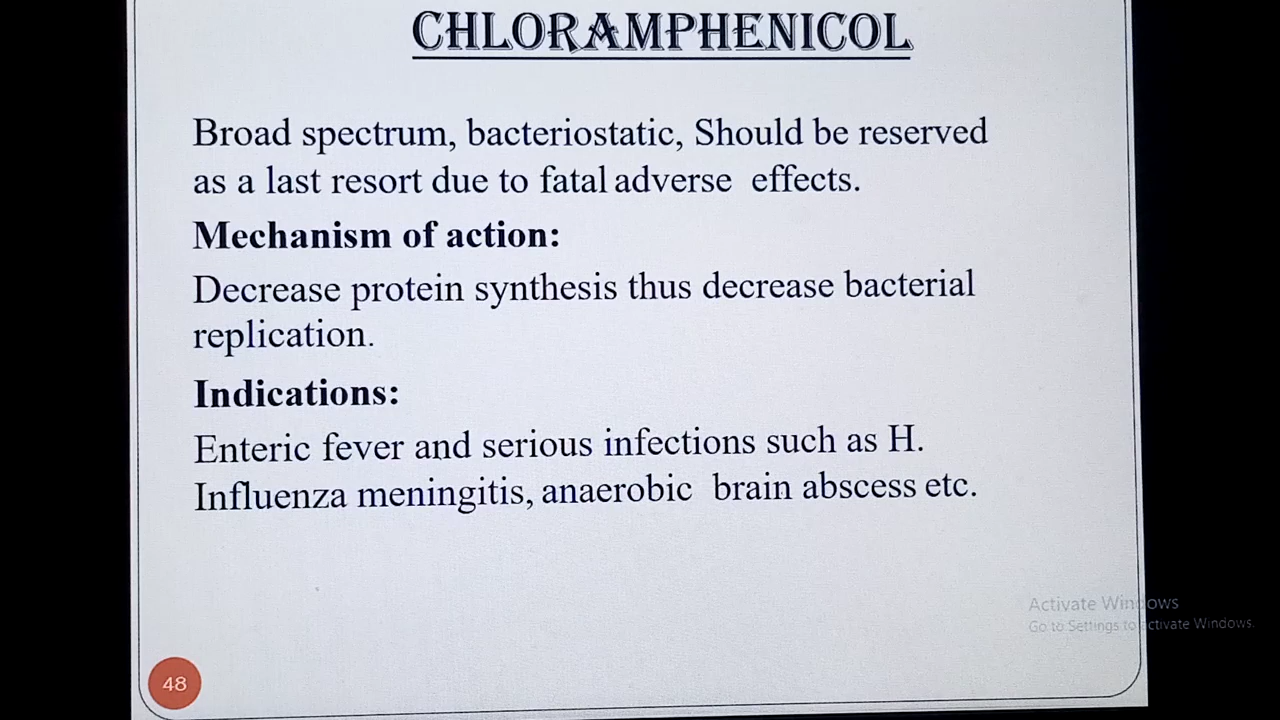 CHLORAMPHENICOL
Broad spectrum, bacteriostatic, Should be reserved
as a last resort due to fatal adverse effects.
Mechanism of action:
Decrease protein synthesis thus decrease bacterial
replication.
Indications:
Enteric fever and serious infections such as H.
Influenza meningitis, anaerobic brain abscess etc.
Activate Windows
Go to Settings to activate Windows.
48